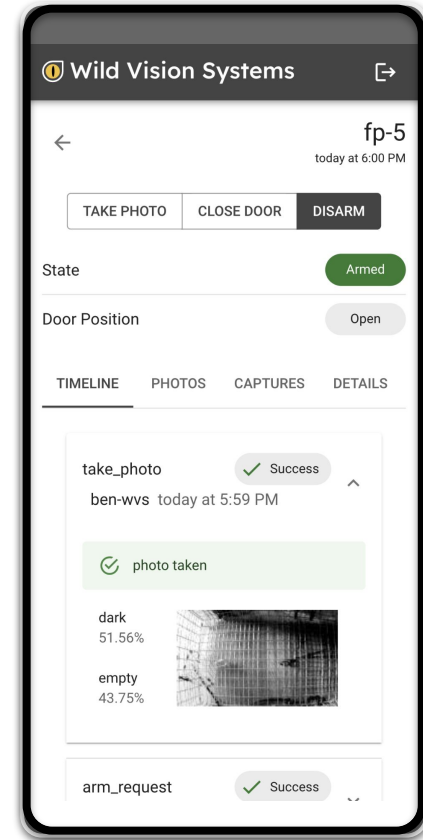 Wild Vision Systems
fp-5
today at 6:00 PM
TAKE PHOTO CLOSE DOOR DISARM
State Armed
Door Position Open
TIMELINE PHOTOS CAPTURES DETAILS
take_photo Success
ben-wvs today at 5:59 PM
photo taken
dark
51.56%
empty
43.75%
arm_request Success